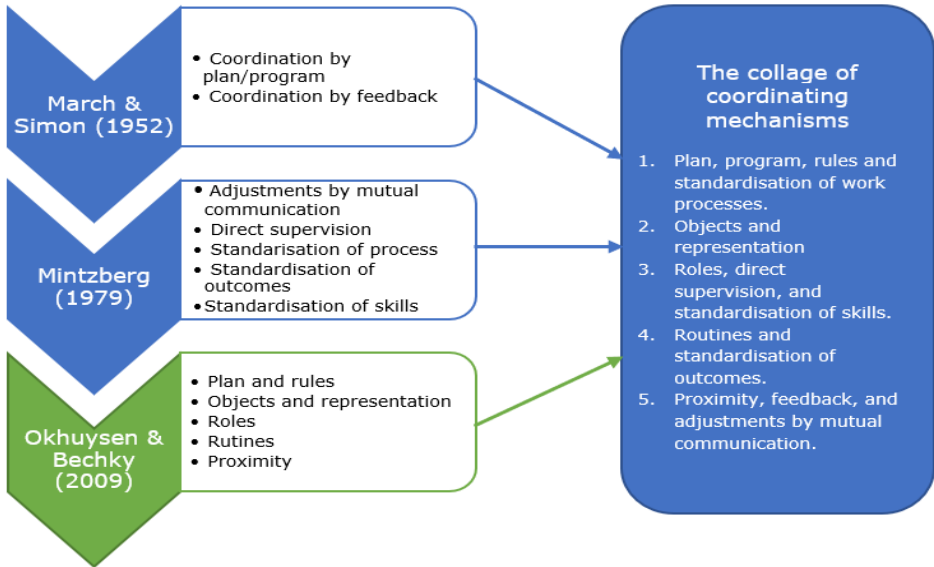 March &
Simon (1952)
• Coordination by
plan/program
• Coordination by feedback
Mintzberg
(1979)
• Adjustments by mutual
communication
• Direct supervision
• Standarisation of process
• Standardisation of
outcomes
• Standardisation of skills
Okhuysen &
Bechky
(2009)
• Plan and rules
• Objects and representation
• Roles
• Rutines
• Proximity
The collage of
coordinating
mechanisms
1. Plan, program, rules and
standardisation of work
processes.
2. Objects and
representation
3. Roles, direct
supervision, and
standardisation of skills.
4. Routines and
standardisation of
outcomes.
5. Proximity, feedback, and
adjustments by mutual
communication.